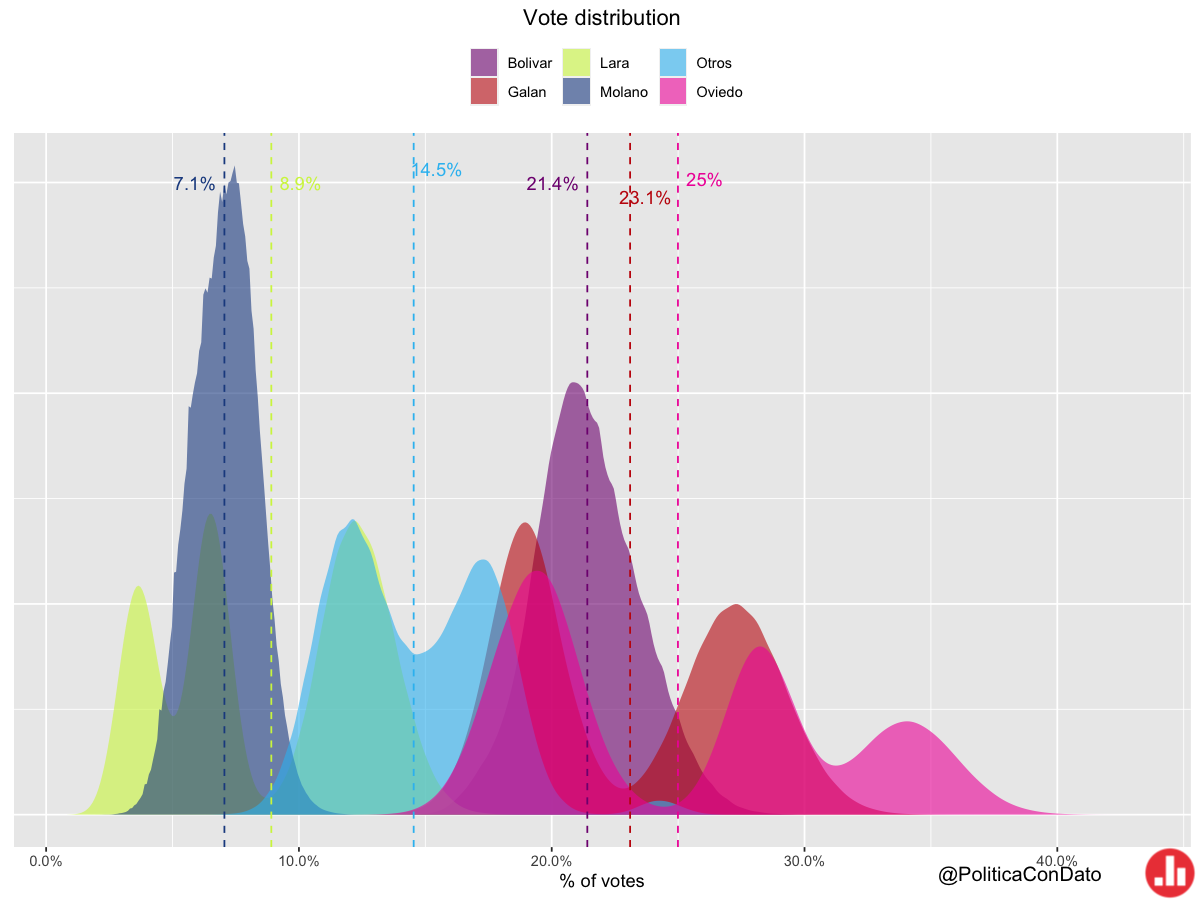 Vote distribution
Bolivar Lara Otros
Galan Molano Oviedo
14.5%
7.1% 8.9% 21.4% 25%
23.1%
0.0% 10.0% 20.0% 30.0% 40.0%
% of votes
@PoliticaConDato